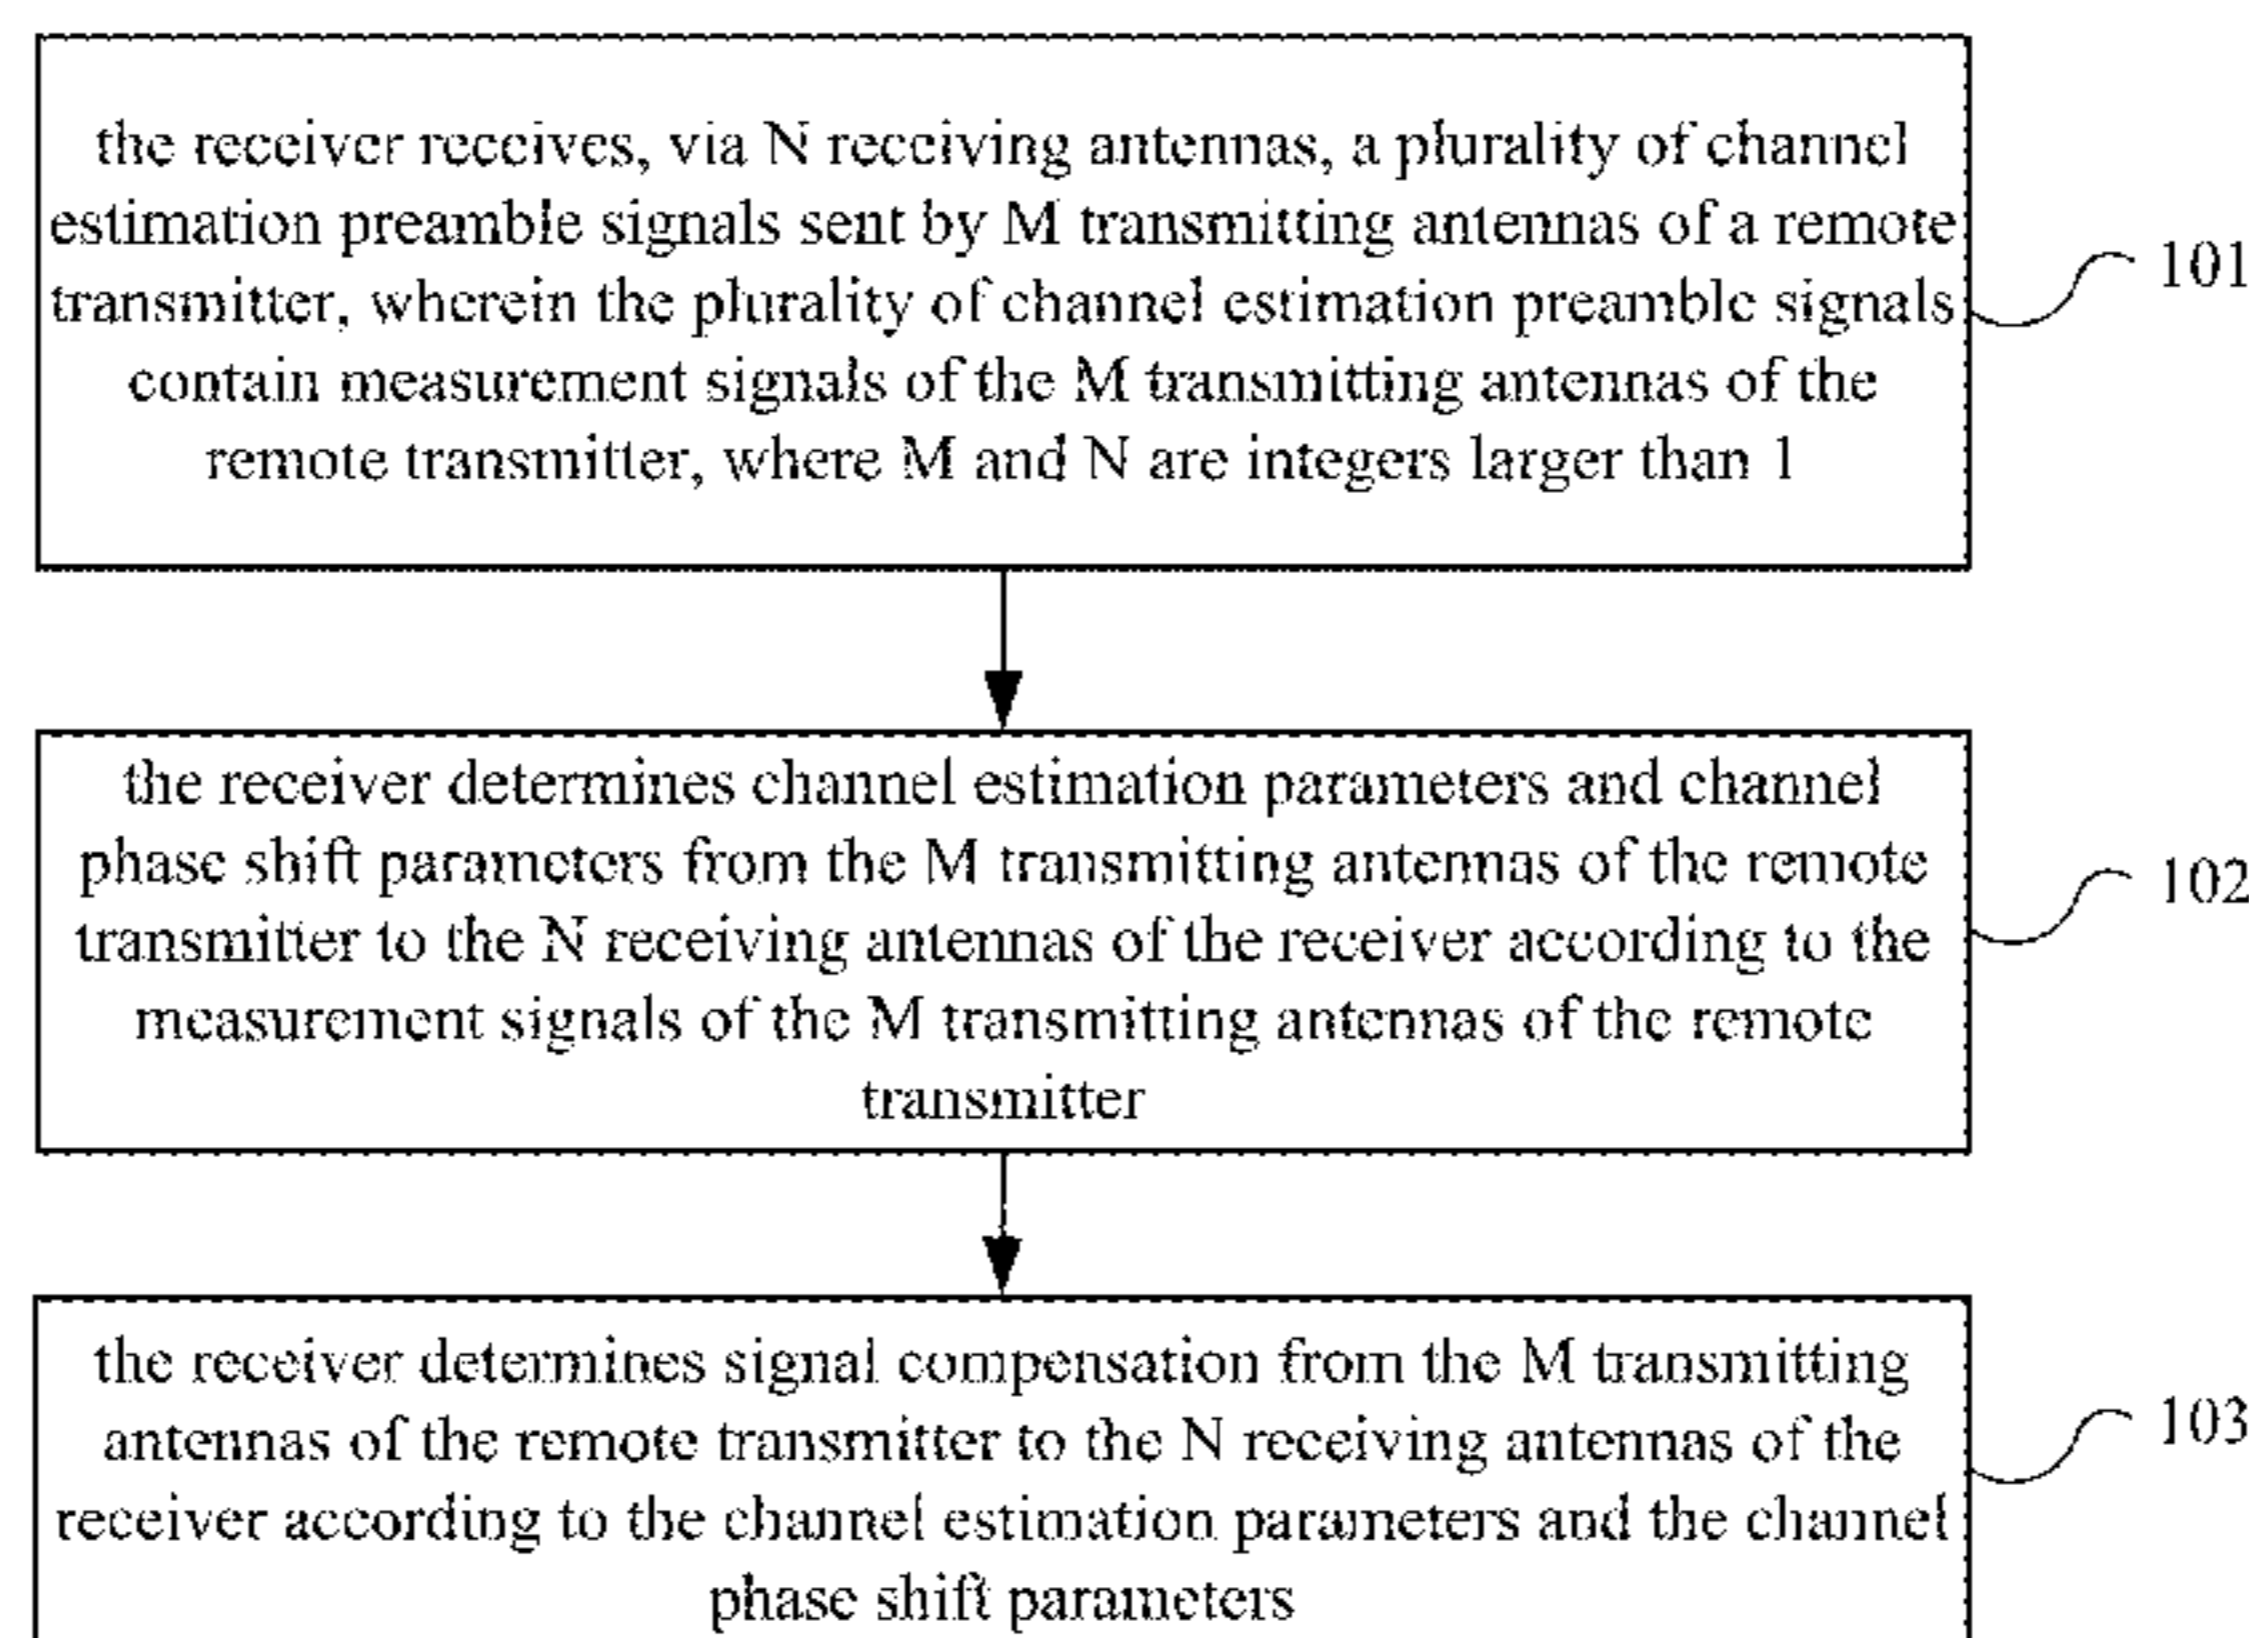 the receiver receives, via N receiving antennas, a plurality of channel
estimation preamble signals sent by M transmitting antennas of a remote
transmitter, wherein the plurality of channel estimation preamble signals
contain measurement signals of the M transmitting antennas of the
remote transmitter, where M and N are integers larger than 1
101
the receiver determines channel estimation parameters and channel
phase shift parameters from the M transmitting antennas of the remote
transmitter to the N receiving antennas of the receiver according to the
measurement signals of the M transmitting antennas of the remote
transmitter
102
the receiver determines signal compensation from the M transmitting
antennas of the remote transmitter to the N receiving antennas of the
receiver according to the channel estimation parameters and the channel
phase shift parameters
103